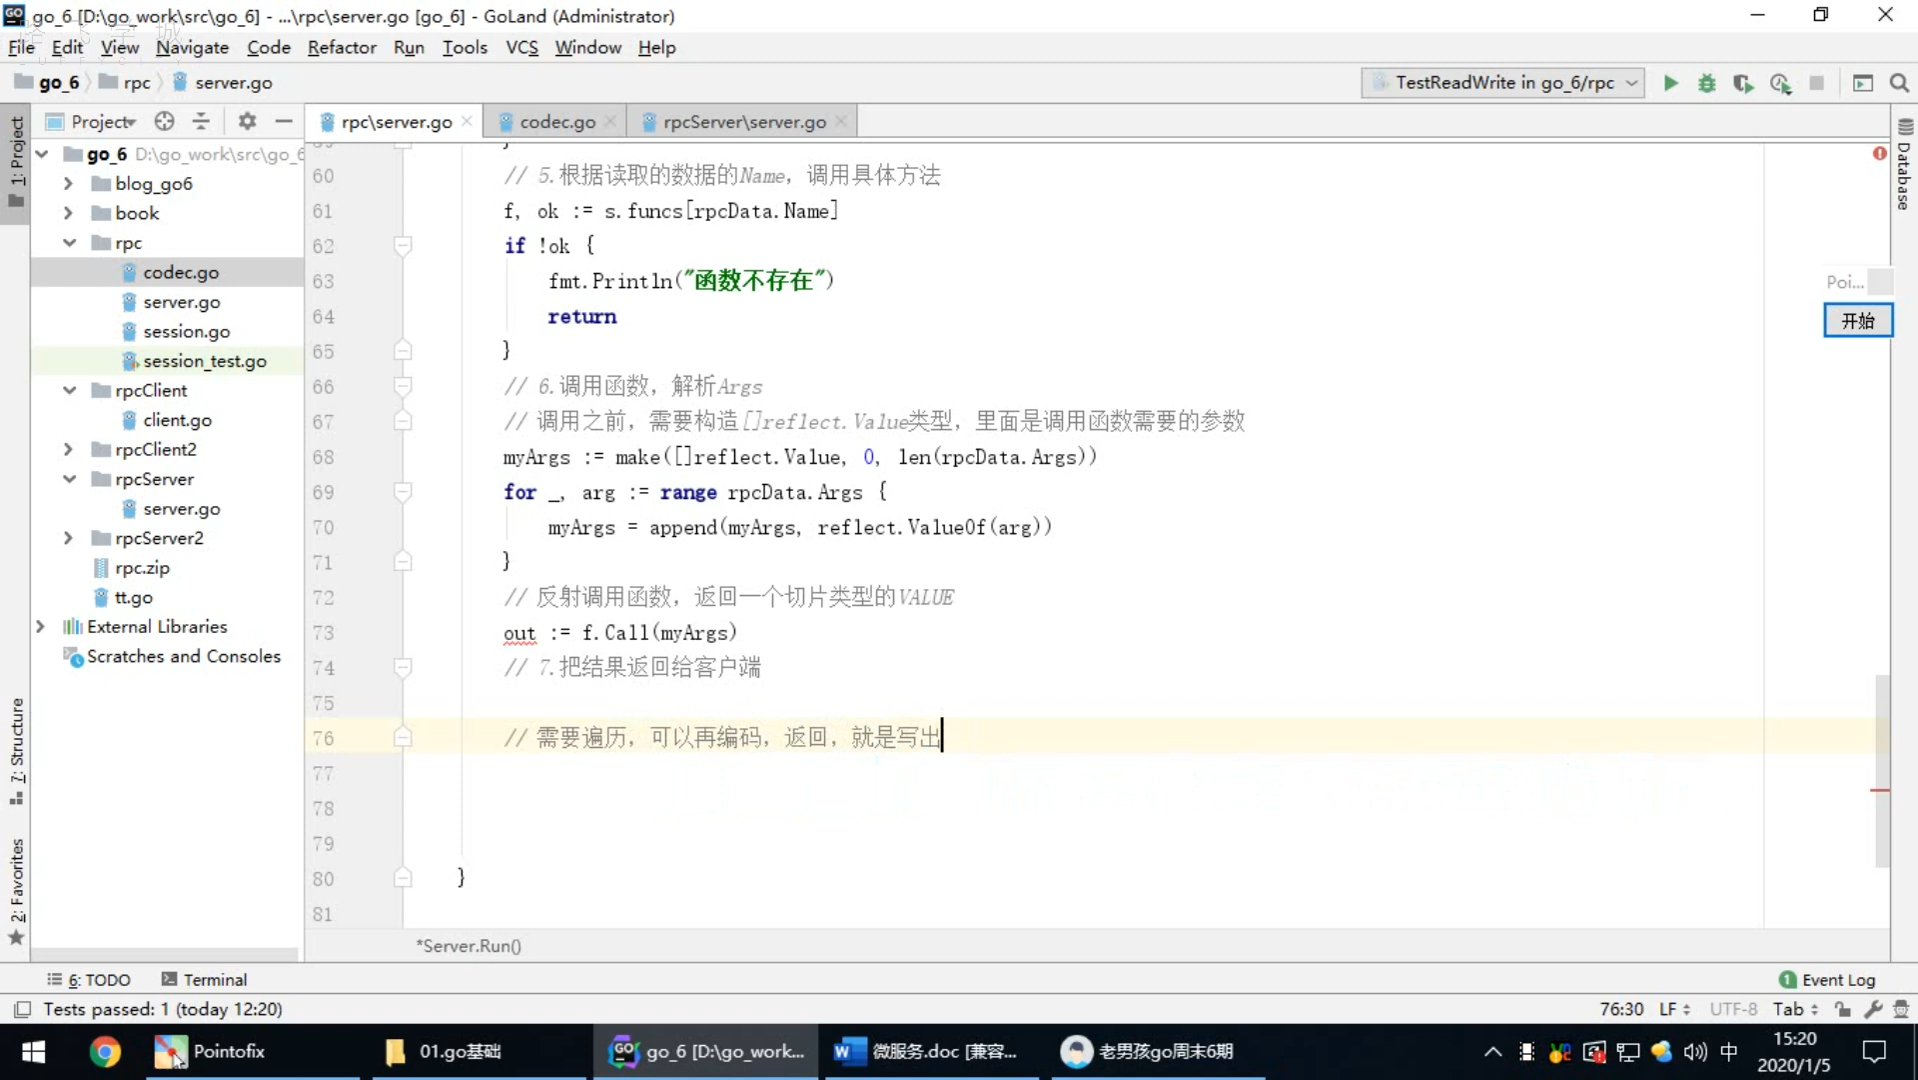 go_6 [D:\go_work\src\go_6] - ...\rpc\server.go [go_6] - GoLand (Administrator)
File Edit View Navigate Code Refactor Run Tools VCS Window Help
go_6 rpc server.go
TestReadWrite in go_6/rpc
1: Project
Project
rpc\server.go codec.go rpcServer\server.go
go_6 D:\go_work\src\go_6
blog_go6
book
rpc
codec.go
server.go
session.go
session_test.go
rpcClient
client.go
rpcClient2
rpcServer
server.go
rpcServer2
rpc.zip
tt.go
External Libraries
Scratches and Consoles
60 // 5.根据读取的数据的Name，调用具体方法
61 f, ok := s.funcs[rpcData.Name]
62 if !ok {
63 fmt.Println("函数不存在")
64 return
65 }
66 // 6.调用函数，解析Args
67 // 调用之前，需要构造[]reflect.Value类型，里面是调用函数需要的参数
68 myArgs := make([]reflect.Value, 0, len(rpcData.Args))
69 for _, arg := range rpcData.Args {
70 myArgs = append(myArgs, reflect.ValueOf(arg))
71 }
72 // 反射调用函数，返回一个切片类型的VALUE
73 out := f.Call(myArgs)
74 // 7.把结果返回给客户端
75
76 // 需要遍历，可以再编码，返回，就是写出
77
78
79
80 }
81
*Server.Run()
Database
Poi...
开始
7: Structure
2: Favorites
6: TODO Terminal
1 Event Log
Tests passed: 1 (today 12:20)
76:30 LF UTF-8 Tab
Pointofix
01.go基础
go_6 [D:\go_work...
微服务.doc [兼容...
老男孩go周末6期
中
15:20
2020/1/5